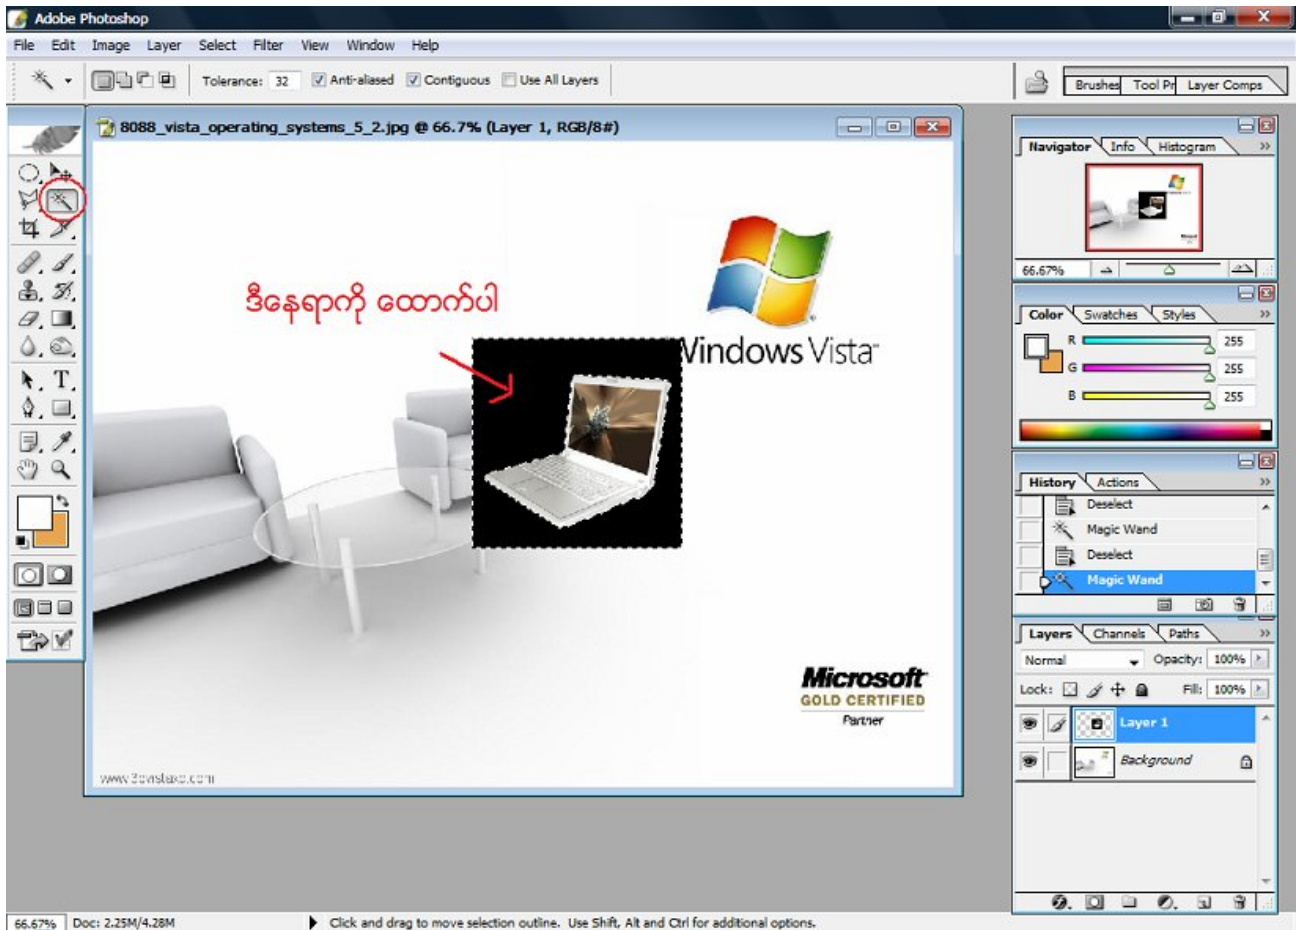 Adobe Photoshop
File Edit Image Layer Select Filter View Window Help
Tolerance: 32 Anti-aliased Contiguous Use All Layers
Brushes Tool Pr Layer Comps
8088_vista_operating_systems_5_2.jpg @ 66.7% (Layer 1, RGB/8#)
Navigator Info Histogram
66.67%
Color Swatches Styles
R 255
G 255
B 255
ဒီနေရာကို ထောက်ပါ
Windows Vista™
History Actions
Deselect
Magic Wand
Deselect
Magic Wand
Layers Channels Paths
Normal Opacity: 100%
Lock: Fill: 100%
Layer 1
Background
Microsoft
GOLD CERTIFIED
Partner
66.67% Doc: 2.25M/4.28M Click and drag to move selection outline. Use Shift, Alt and Ctrl for additional options.